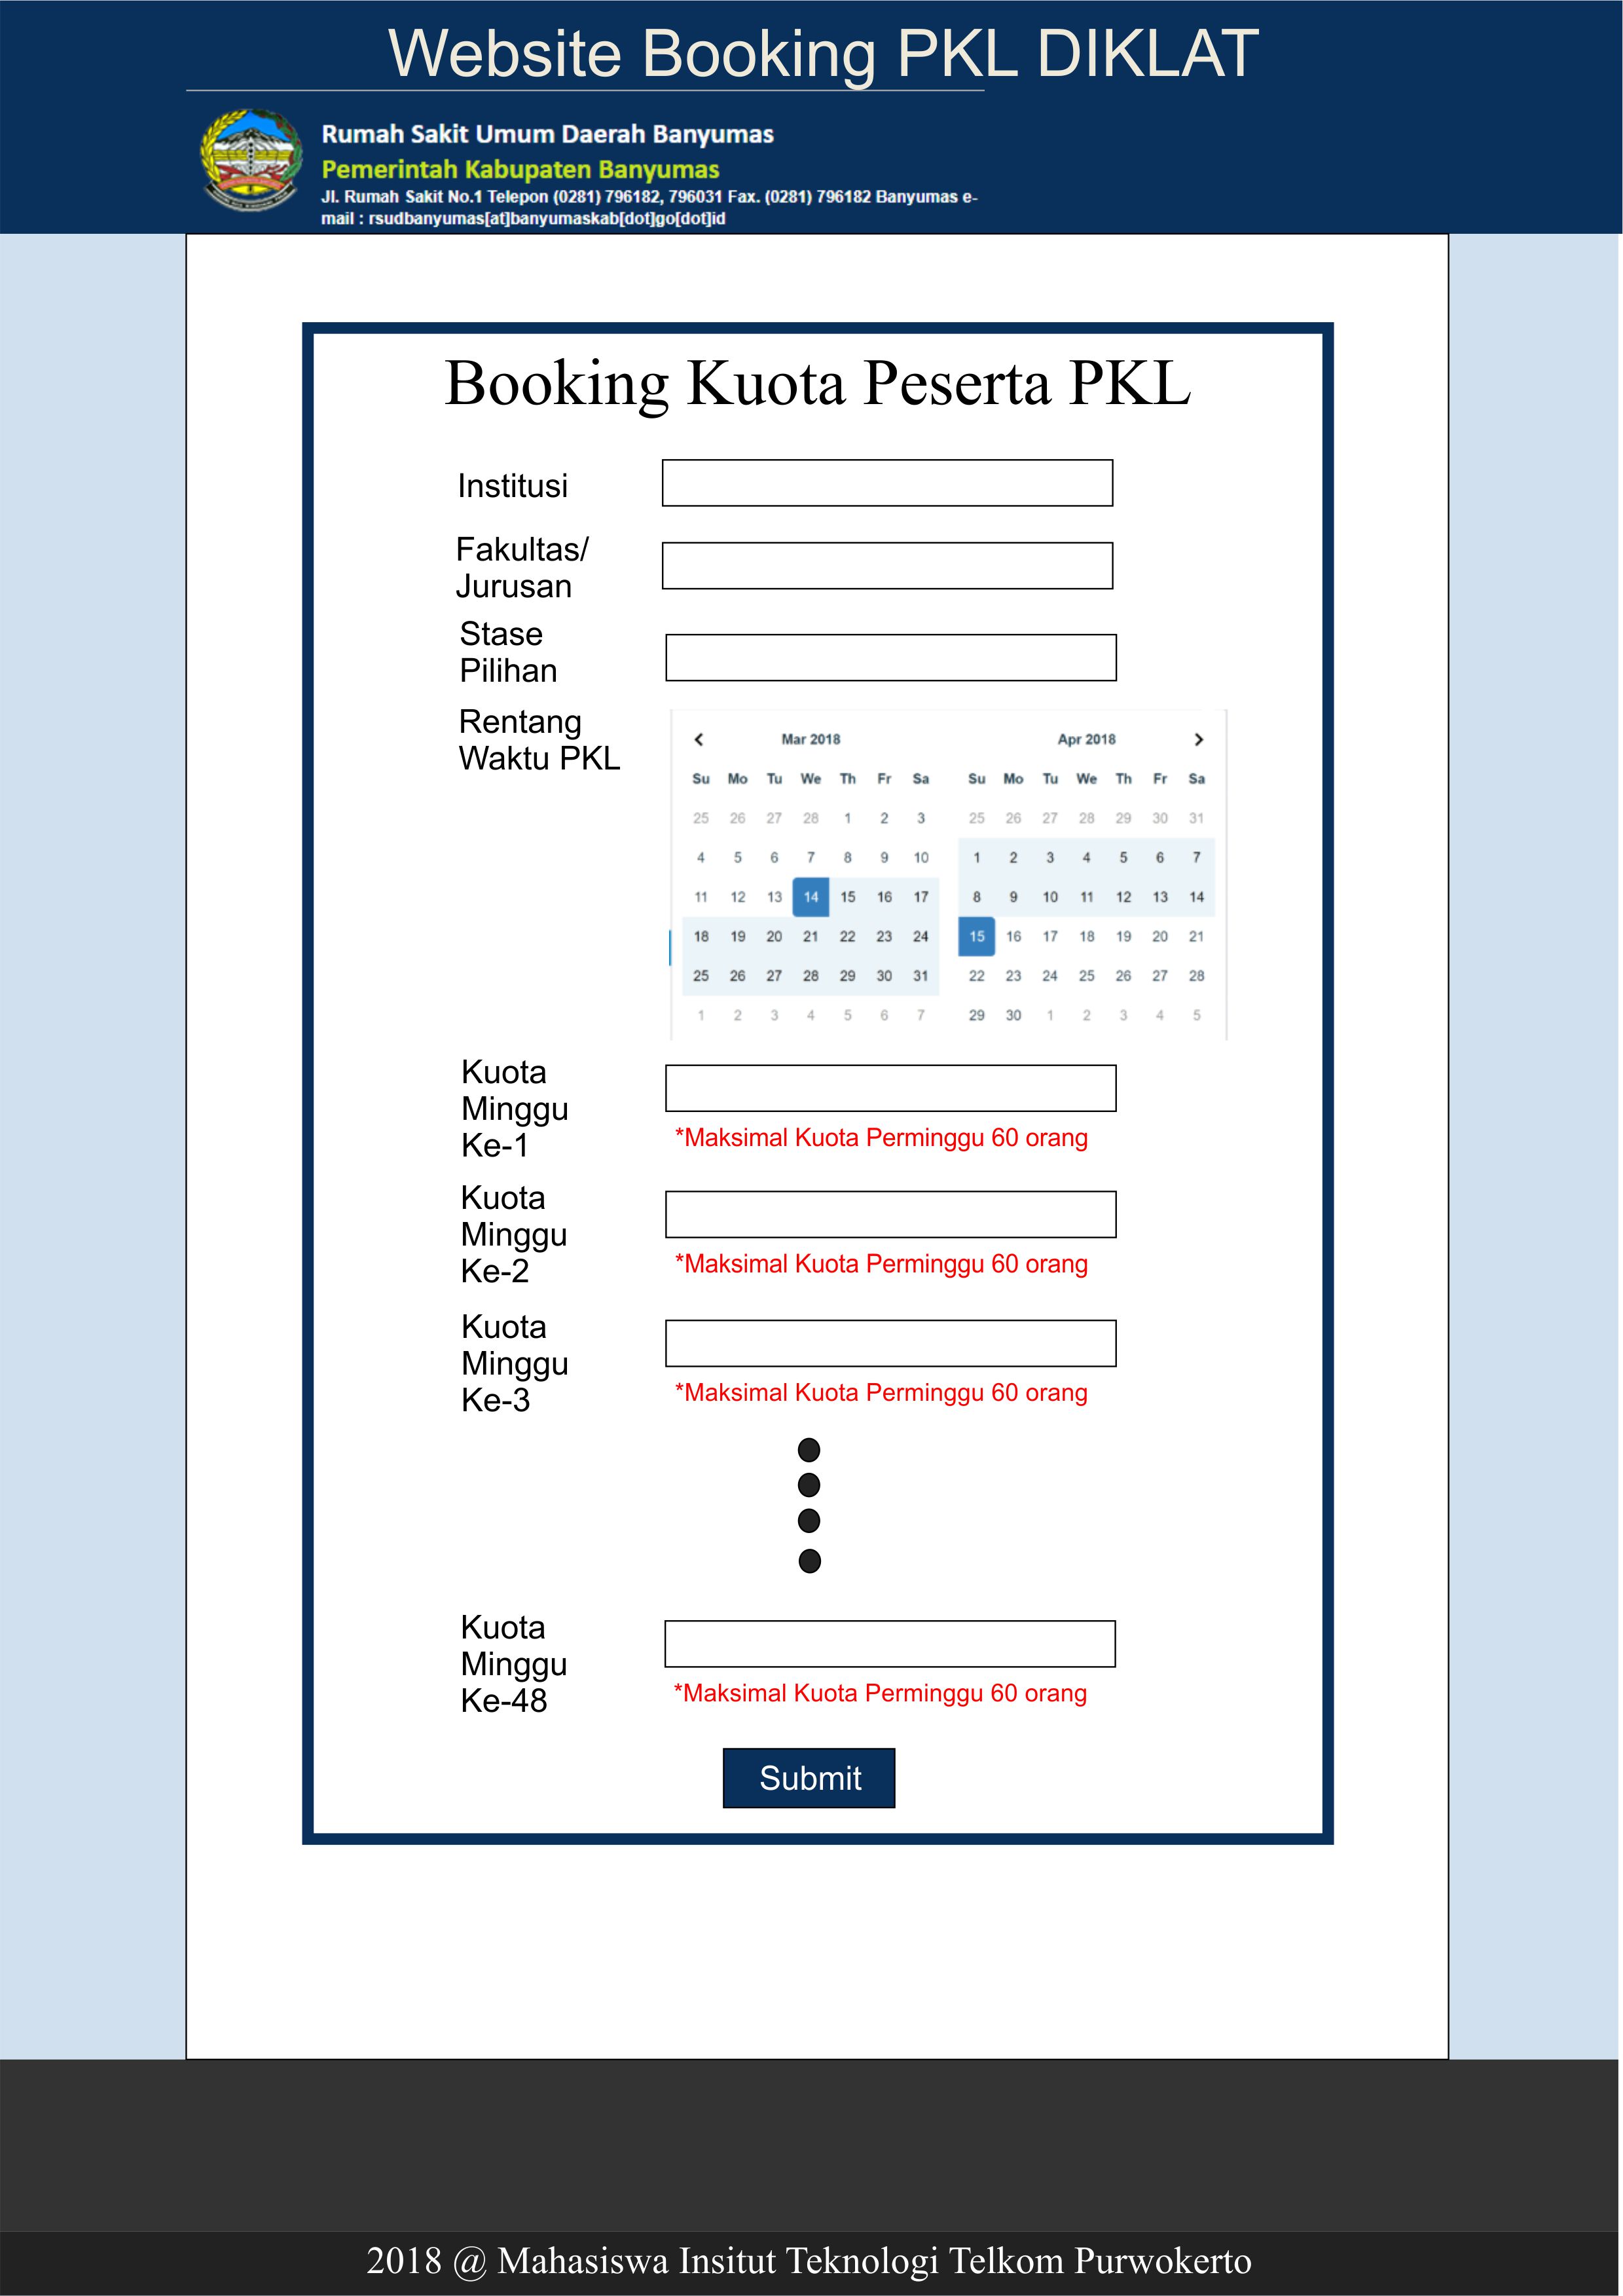 Website Booking PKL DIKLAT
Rumah Sakit Umum Daerah Banyumas
Pemerintah Kabupaten Banyumas
Jl. Rumah Sakit No.1 Telepon (0281) 796182, 796031 Fax. (0281) 796182 Banyumas e-
mail : rsudbanyumas[at]banyumaskab[dot]go[dot]id
Booking Kuota Peserta PKL
Institusi
Fakultas/
Jurusan
Stase
Pilihan
Rentang
Waktu PKL
Mar 2018
Su Mo Tu We Th Fr Sa
25 26 27 28 1 2 3
4 5 6 7 8 9 10
11 12 13 14 15 16 17
18 19 20 21 22 23 24
25 26 27 28 29 30 31
1 2 3 4 5 6 7
Apr 2018
Su Mo Tu We Th Fr Sa
25 26 27 28 29 30 31
1 2 3 4 5 6 7
8 9 10 11 12 13 14
15 16 17 18 19 20 21
22 23 24 25 26 27 28
29 30 1 2 3 4 5
Kuota
Minggu
Ke-1
*Maksimal Kuota Perminggu 60 orang
Kuota
Minggu
Ke-2
*Maksimal Kuota Perminggu 60 orang
Kuota
Minggu
Ke-3
*Maksimal Kuota Perminggu 60 orang
Kuota
Minggu
Ke-48
*Maksimal Kuota Perminggu 60 orang
Submit
2018 @ Mahasiswa Insitut Teknologi Telkom Purwokerto